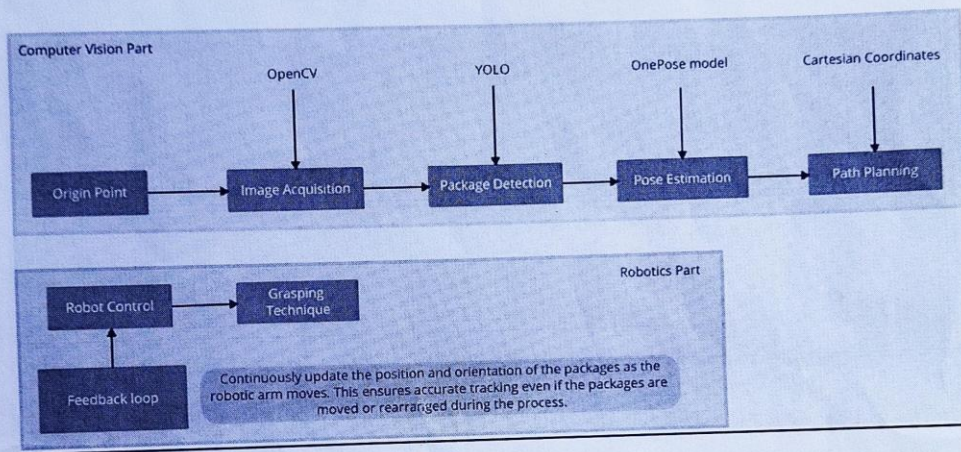 Computer Vision Part
OpenCV
YOLO
OnePose model
Cartesian Coordinates
Origin Point
Image Acquisition
Package Detection
Pose Estimation
Path Planning
Robotics Part
Robot Control
Grasping
Technique
Feedback loop
Continuously update the position and orientation of the packages as the
robotic arm moves. This ensures accurate tracking even if the packages are
moved or rearranged during the process.